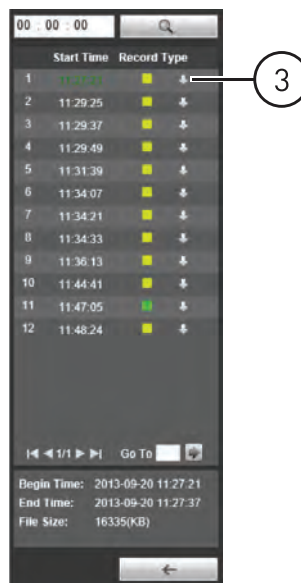 00 : 00 : 00
Start Time Record Type
1 11:27:21
2 11:29:25
3 11:29:37
4 11:29:49
5 11:31:39
6 11:34:07
7 11:34:21
8 11:34:33
9 11:36:13
10 11:44:41
11 11:47:05
12 11:48:24
3
1/1 Go To
Begin Time: 2013-09-20 11:27:21
End Time: 2013-09-20 11:27:37
File Size: 16335(KB)